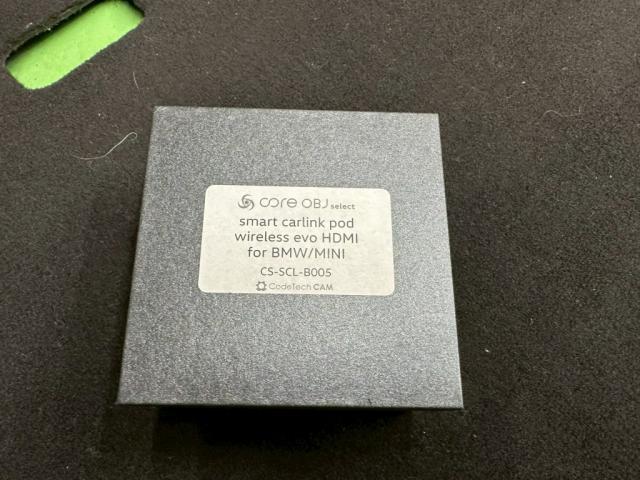 core OBJ select
smart carlink pod
wireless evo HDMI
for BMW/MINI
CS-SCL-B005
CodeTech CAM